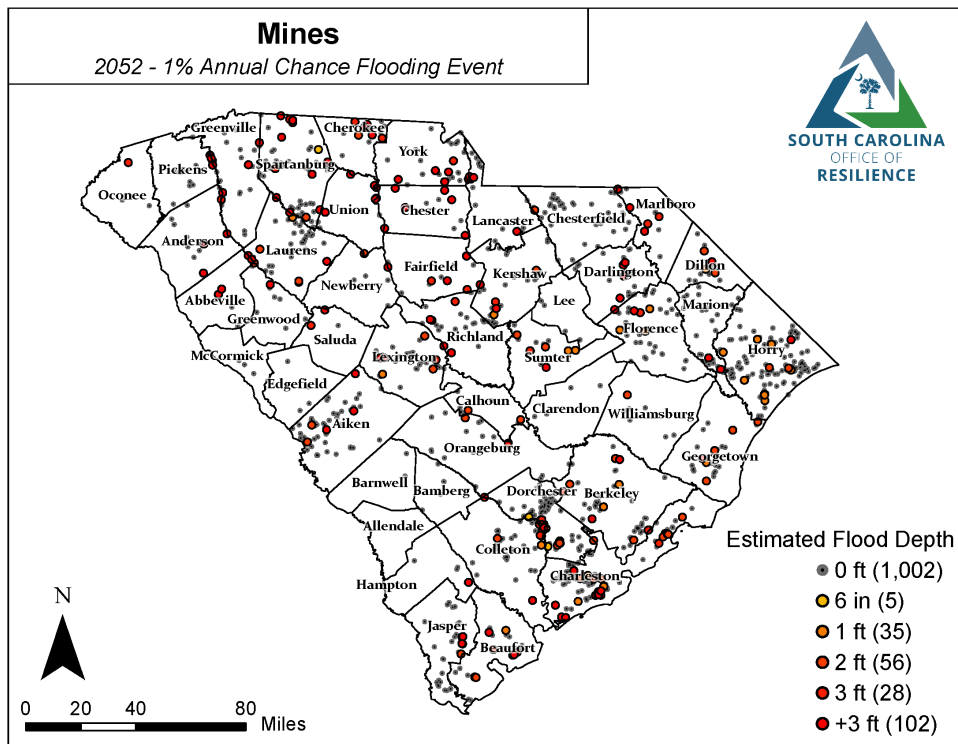 Mines
2052 - 1% Annual Chance Flooding Event
SOUTH CAROLINA
OFFICE OF
RESILIENCE
Greenville
Cherokee
York
Pickens
Spartanburg
Oconee
Union
Chester
Lancaster
Chesterfield
Marlboro
Anderson
Laurens
Fairfield
Kershaw
Darlington
Dillon
Newberry
Abbeville
Greenwood
Lee
Marion
Saluda
Richland
Florence
Horry
McCormick
Lexington
Sumter
Edgefield
Calhoun
Clarendon
Williamsburg
Aiken
Orangeburg
Georgetown
Barnwell
Bamberg
Dorchester
Berkeley
Allendale
Colleton
Charleston
Hampton
Jasper
Beaufort
Estimated Flood Depth
0 ft (1,002)
6 in (5)
1 ft (35)
2 ft (56)
3 ft (28)
+3 ft (102)
N
0 20 40 80
Miles